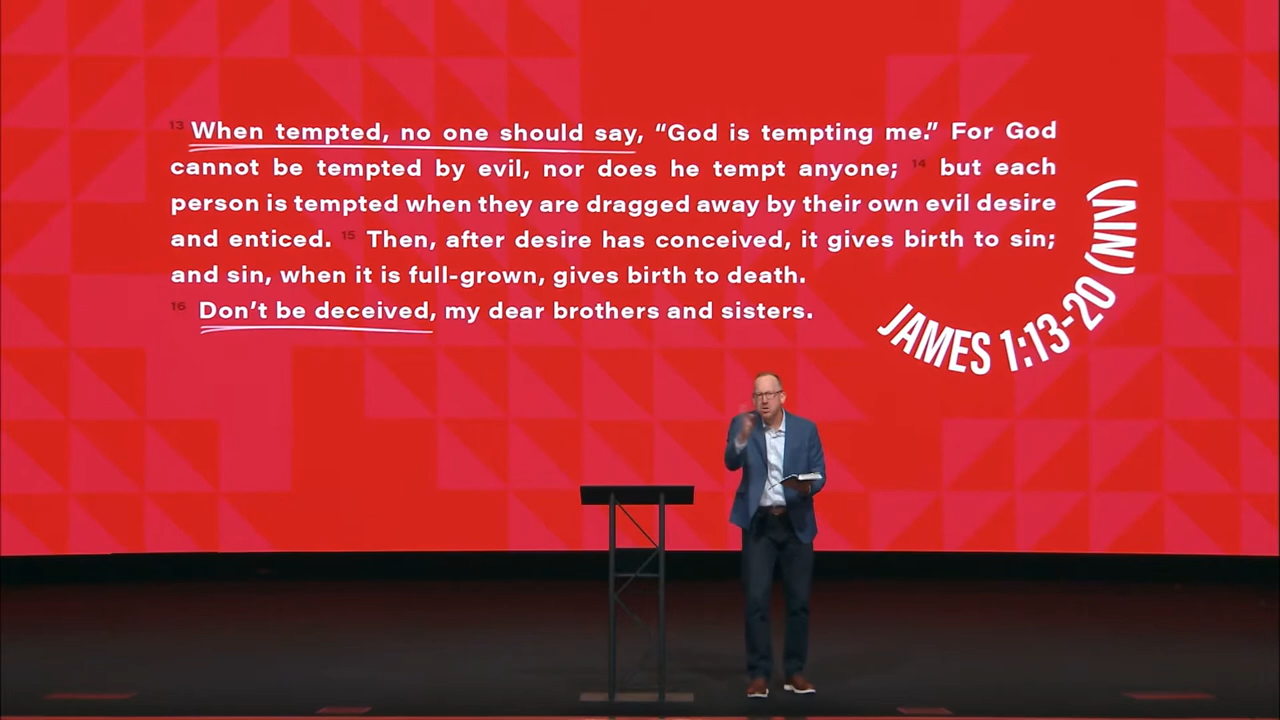 13 When tempted, no one should say, “God is tempting me.” For God
cannot be tempted by evil, nor does he tempt anyone; 14 but each
person is tempted when they are dragged away by their own evil desire
and enticed. 15 Then, after desire has conceived, it gives birth to sin;
and sin, when it is full-grown, gives birth to death.
16 Don’t be deceived, my dear brothers and sisters.
JAMES 1:13-20 (NIV)